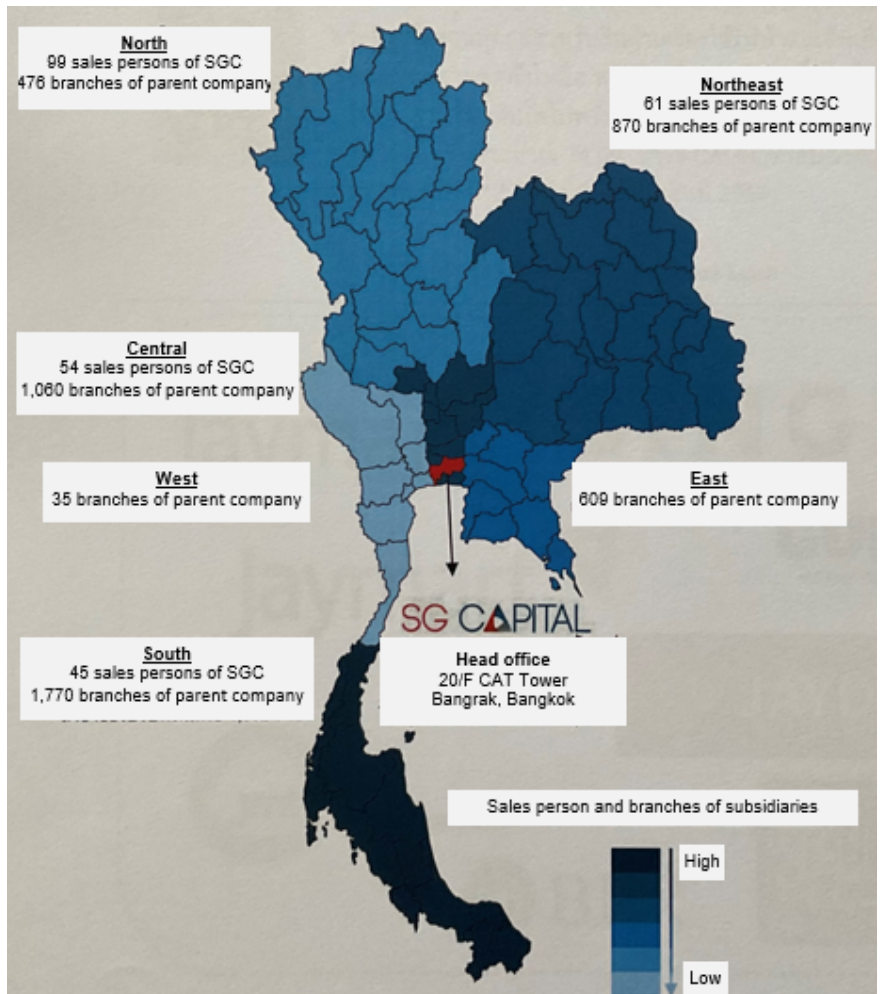 North
99 sales persons of SGC
476 branches of parent company
Northeast
61 sales persons of SGC
870 branches of parent company
Central
54 sales persons of SGC
1,060 branches of parent company
West
35 branches of parent company
East
609 branches of parent company
SG CAPITAL
Head office
20/F CAT Tower
Bangrak, Bangkok
South
45 sales persons of SGC
1,770 branches of parent company
Sales person and branches of subsidiaries
High
Low